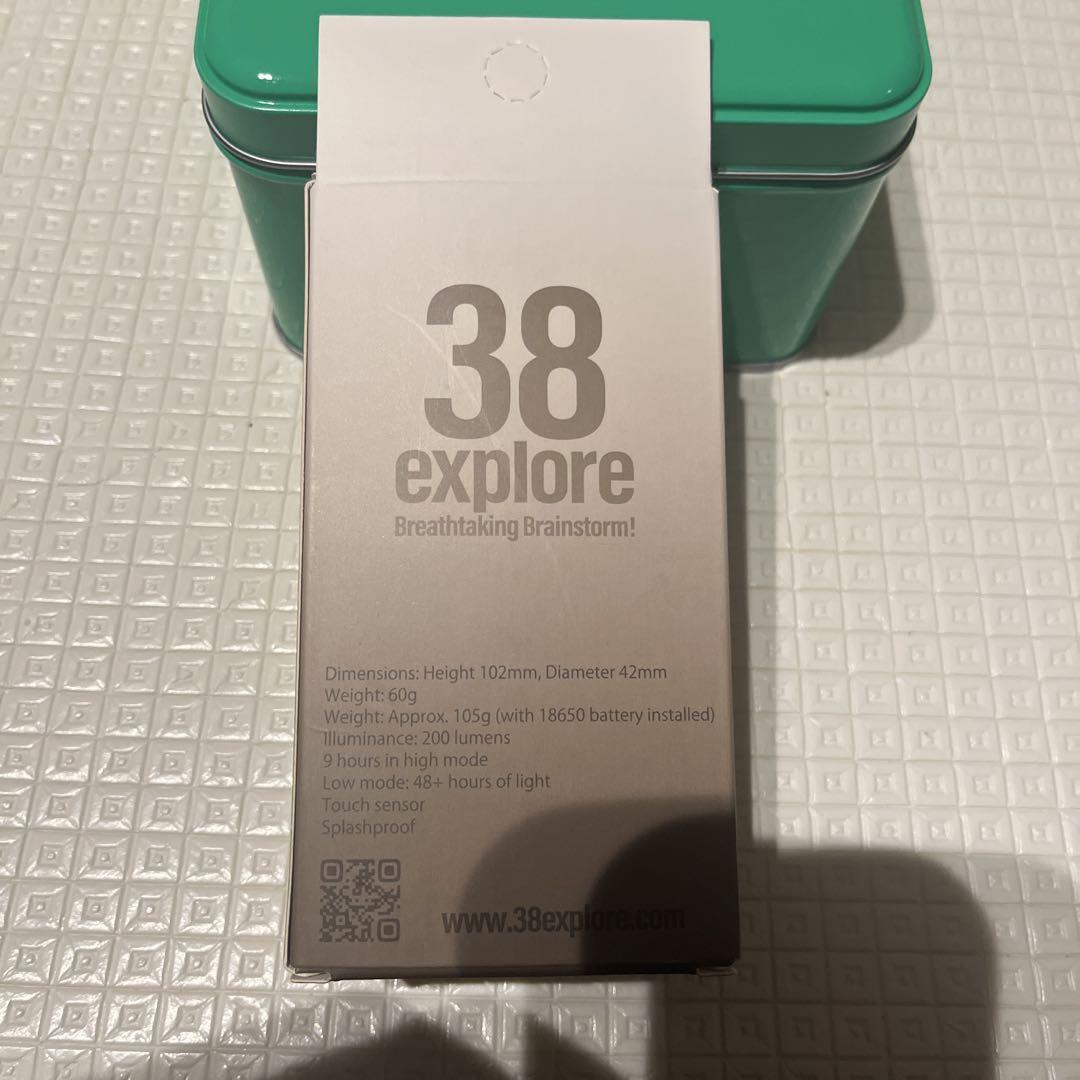 38
explore
Breathtaking Brainstorm!
Dimensions: Height 102mm, Diameter 42mm
Weight: 60g
Weight: Approx. 105g (with 18650 battery installed)
Illuminance: 200 lumens
9 hours in high mode
Low mode: 48+ hours of light
Touch sensor
Splashproof
www.38explore.com